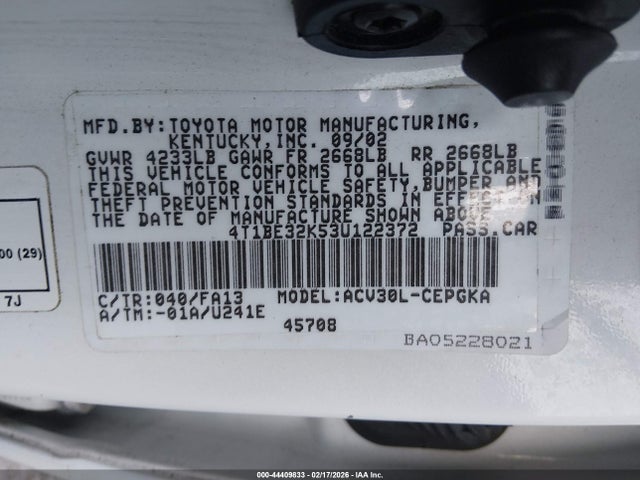 MFD.BY:TOYOTA MOTOR MANUFACTURING,
KENTUCKY,INC. 09/02
GVWR 4233LB GAWR FR 2668LB RR 2668LB
THIS VEHICLE CONFORMS TO ALL APPLICABLE
FEDERAL MOTOR VEHICLE SAFETY,BUMPER AND
THEFT PREVENTION STANDARDS IN EFFECT ON
THE DATE OF MANUFACTURE SHOWN ABOVE.
4T1BE32K53U122372 PASS.CAR
C/TR:040/FA13 MODEL:ACV30L-CEPGKA
A/TM:-01A/U241E
45708
BA05228021
00 (29)
7J
000-44409833 - 02/17/2026 - IAA Inc.